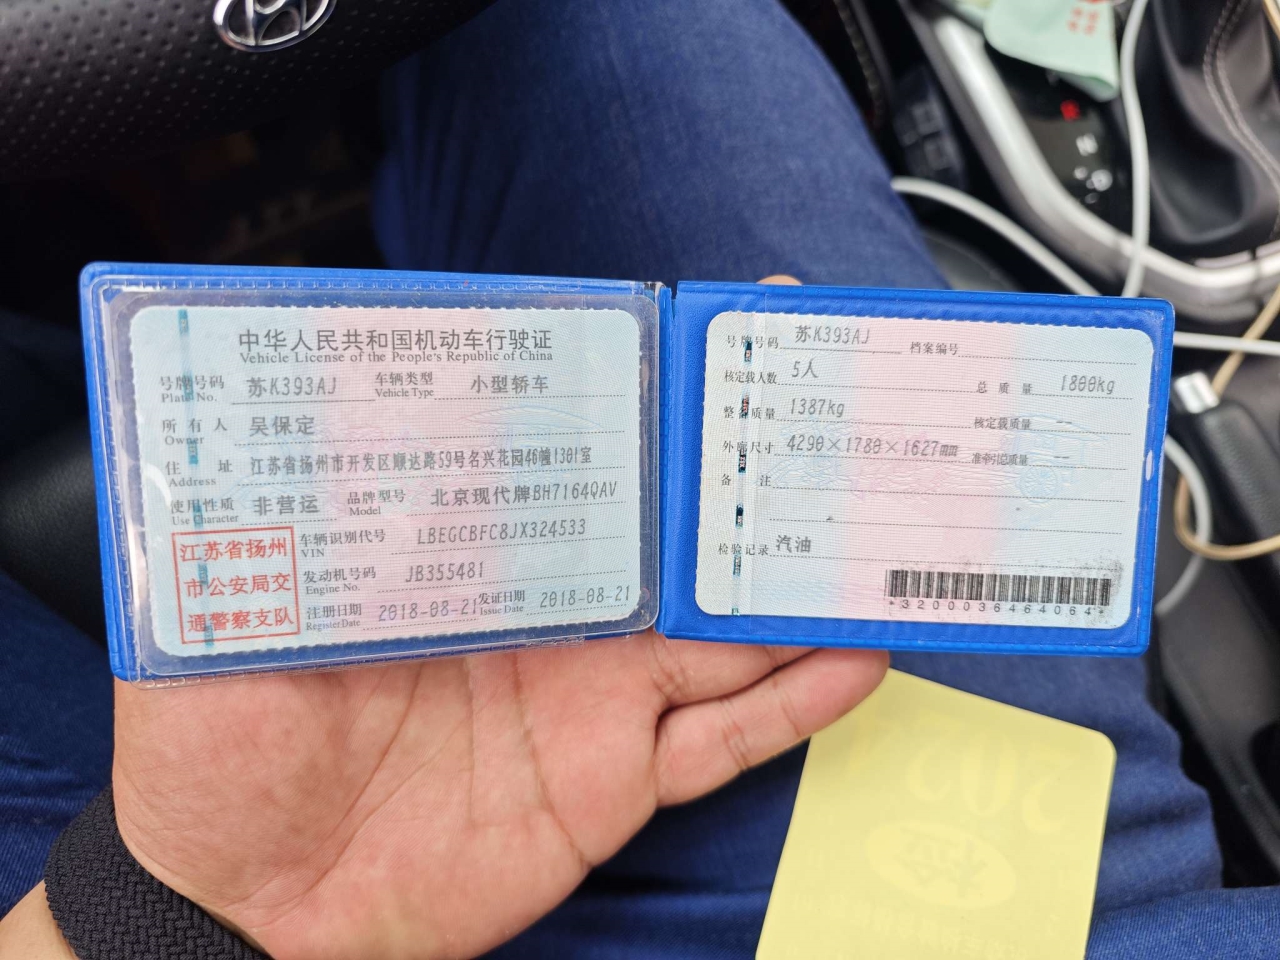 中华人民共和国机动车行驶证
Vehicle License of the People's Republic of China
号牌号码 苏K393AJ 车辆类型 小型轿车
Plate No. Vehicle Type
所有人 吴保定
Owner
住址 江苏省扬州市开发区顺达路59号名兴花园46幢1301室
Address
使用性质 非营运 品牌型号 北京现代牌BH7164QAV
Use Character Model
江苏省扬州
市公安局交
通警察支队
车辆识别代号 LBEGCBFC8JX324533
VIN
发动机号码 JB355481
Engine No.
注册日期 2018-08-21 发证日期 2018-08-21
Register Date Issue Date
号牌号码 苏K393AJ 档案编号
核定载人数 5人 总质量 1800kg
整备质量 1387kg 核定载质量 --
外廓尺寸 4290×1780×1627mm 准牵引总质量 --
备注
检验记录 汽油
*3200036464064*
检